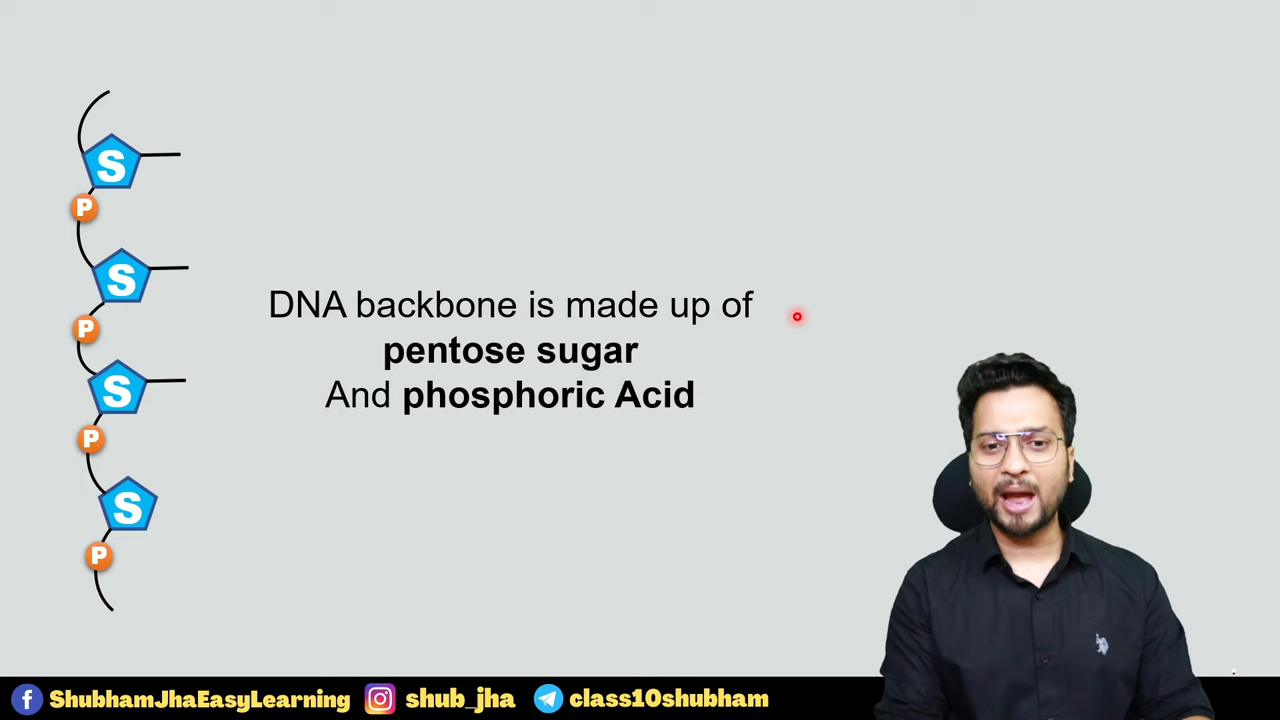 S
P
S
P
S
P
S
P
DNA backbone is made up of
pentose sugar
And phosphoric Acid
ShubhamJhaEasyLearning
shub_jha
class10shubham